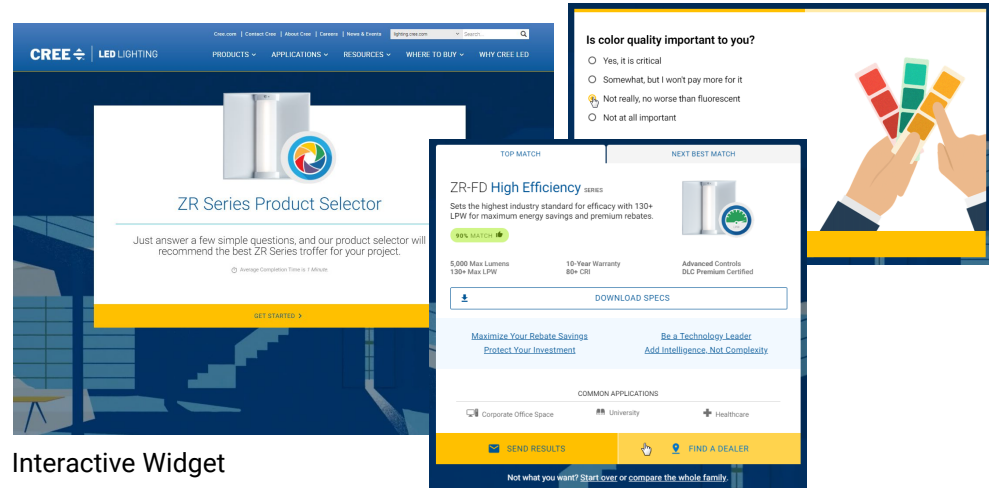 Cree.com | Contact Cree | About Cree | Careers | News & Events lighting.cree.com Search...
CREE LED LIGHTING
PRODUCTS APPLICATIONS RESOURCES WHERE TO BUY WHY CREE LED
ZR Series Product Selector
Just answer a few simple questions, and our product selector will
recommend the best ZR Series troffer for your project.
Average Completion Time is 1 Minute
GET STARTED >
Is color quality important to you?
Yes, it is critical
Somewhat, but I won't pay more for it
Not really, no worse than fluorescent
Not at all important
TOP MATCH NEXT BEST MATCH
ZR-FD High Efficiency SERIES
Sets the highest industry standard for efficacy with 130+
LPW for maximum energy savings and premium rebates.
90% MATCH
5,000 Max Lumens 10-Year Warranty Advanced Controls
130+ Max LPW 80+ CRI DLC Premium Certified
DOWNLOAD SPECS
Maximize Your Rebate Savings Be a Technology Leader
Protect Your Investment Add Intelligence, Not Complexity
COMMON APPLICATIONS
Corporate Office Space University Healthcare
SEND RESULTS FIND A DEALER
Not what you want? Start over or compare the whole family.
Interactive Widget